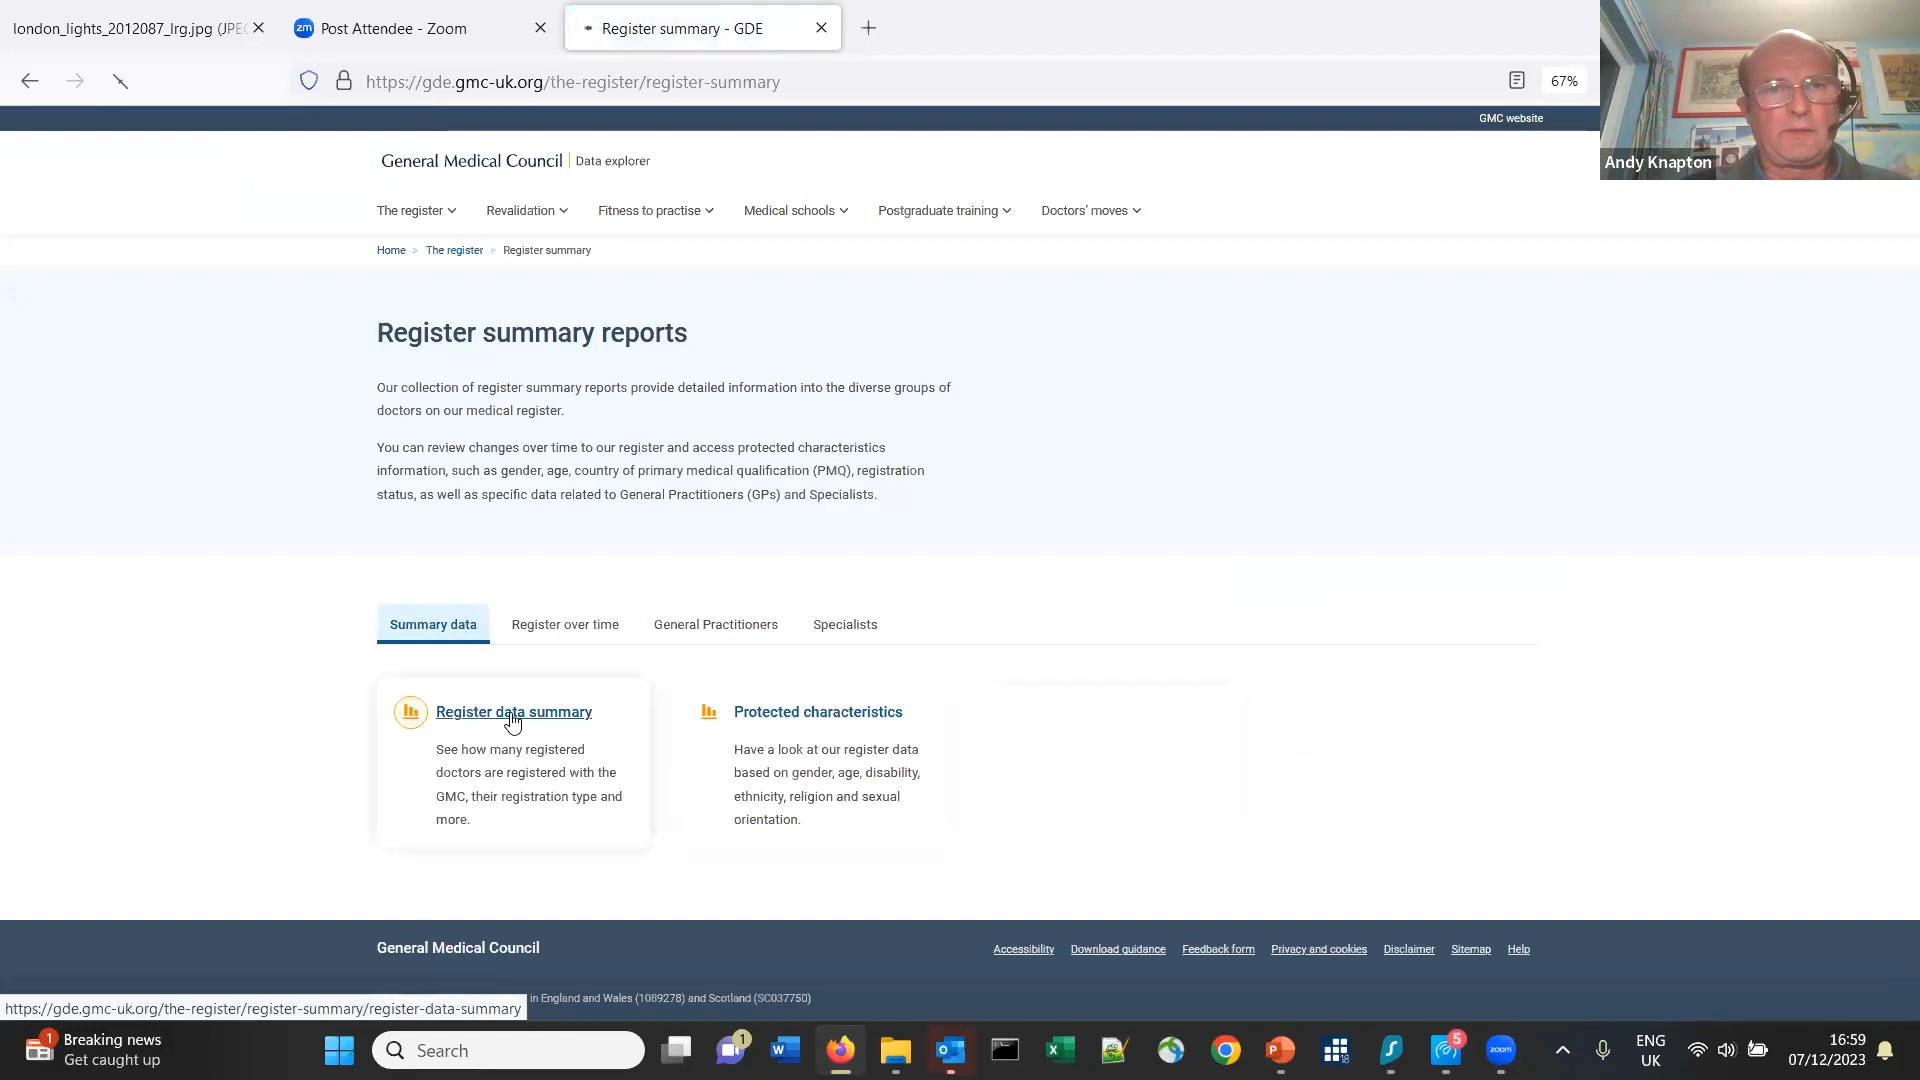 london_lights_2012087_lrg.jpg (JPE
Post Attendee - Zoom
Register summary - GDE
https://gde.gmc-uk.org/the-register/register-summary
67%
GMC website
Andy Knapton
General Medical Council | Data explorer
The register
Revalidation
Fitness to practise
Medical schools
Postgraduate training
Doctors' moves
Home > The register > Register summary
Register summary reports
Our collection of register summary reports provide detailed information into the diverse groups of
doctors on our medical register.
You can review changes over time to our register and access protected characteristics
information, such as gender, age, country of primary medical qualification (PMQ), registration
status, as well as specific data related to General Practitioners (GPs) and Specialists.
Summary data
Register over time
General Practitioners
Specialists
Register data summary
See how many registered
doctors are registered with the
GMC, their registration type and
more.
Protected characteristics
Have a look at our register data
based on gender, age, disability,
ethnicity, religion and sexual
orientation.
General Medical Council
Accessibility
Download guidance
Feedback form
Privacy and cookies
Disclaimer
Sitemap
Help
in England and Wales (1089278) and Scotland (SC037750)
https://gde.gmc-uk.org/the-register/register-summary/register-data-summary
1
Breaking news
Get caught up
Search
1
5
zoom
ENG
UK
16:59
07/12/2023